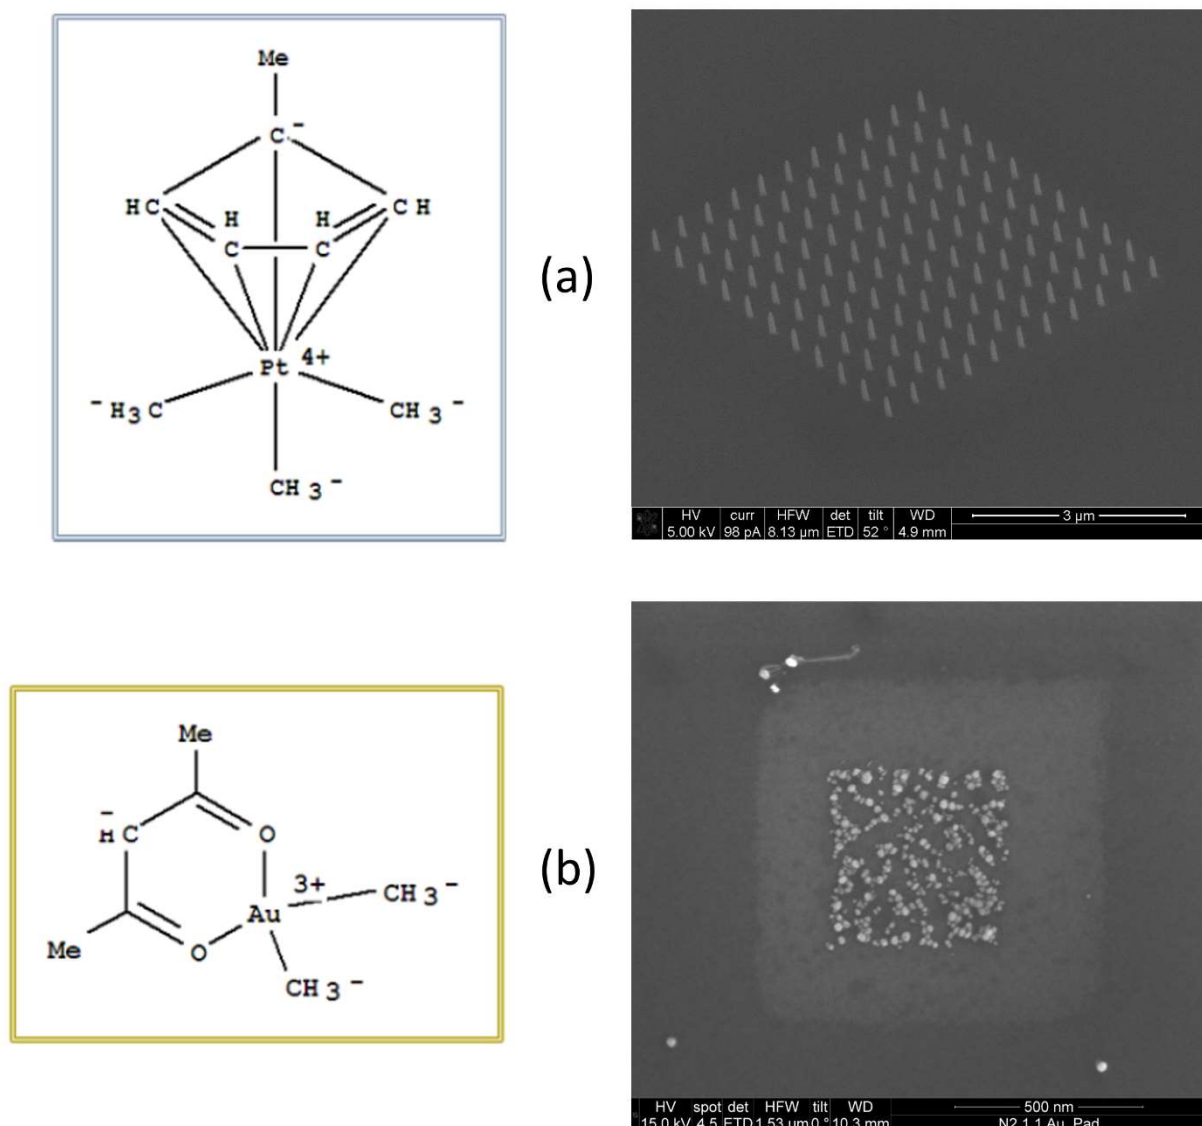 Me
C⁻
HC H H CH
C C
Pt 4+
⁻H₃C CH₃⁻
CH₃⁻
(a)
HV curr HFW det tilt WD
5.00 kV 98 pA 8.13 µm ETD 52 ° 4.9 mm
3 µm
Me
⁻HC
O
3+
Au CH₃⁻
Me O
CH₃⁻
(b)
HV spot det HFW tilt WD
15.0 kV 4.5 ETD 1.53 µm 0 ° 10.3 mm
500 nm
N2 1.1 Au Pad